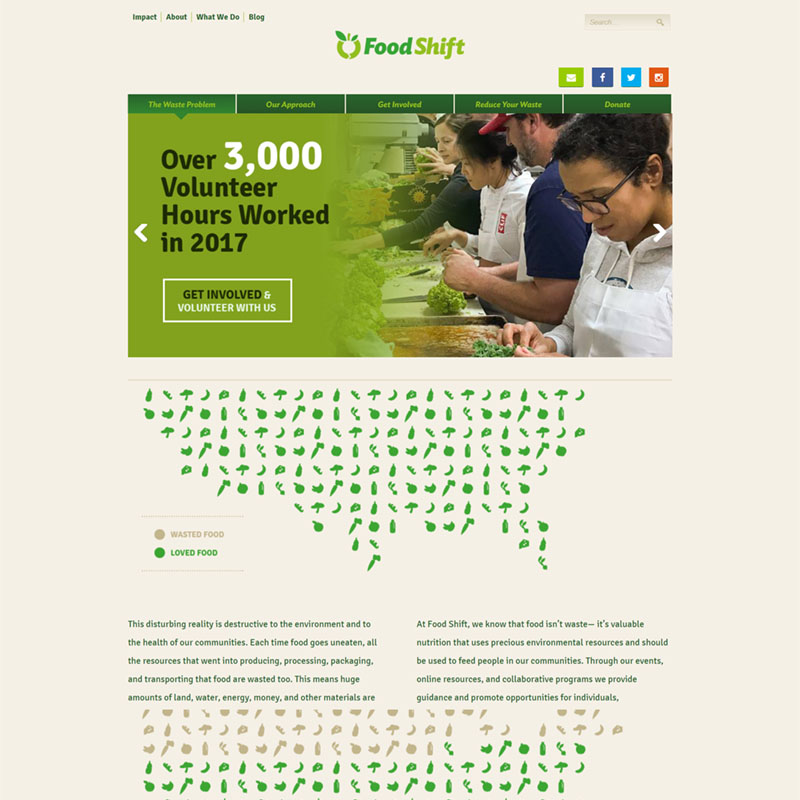 Impact About What We Do Blog
Search...
Food Shift
The Waste Problem Our Approach Get Involved Reduce Your Waste Donate
Over 3,000
Volunteer
Hours Worked
in 2017
GET INVOLVED &
VOLUNTEER WITH US
WASTED FOOD
LOVED FOOD
This disturbing reality is destructive to the environment and to
the health of our communities. Each time food goes uneaten, all
the resources that went into producing, processing, packaging,
and transporting that food are wasted too. This means huge
amounts of land, water, energy, money, and other materials are
At Food Shift, we know that food isn't waste— it's valuable
nutrition that uses precious environmental resources and should
be used to feed people in our communities. Through our events,
online resources, and collaborative programs we provide
guidance and promote opportunities for individuals,